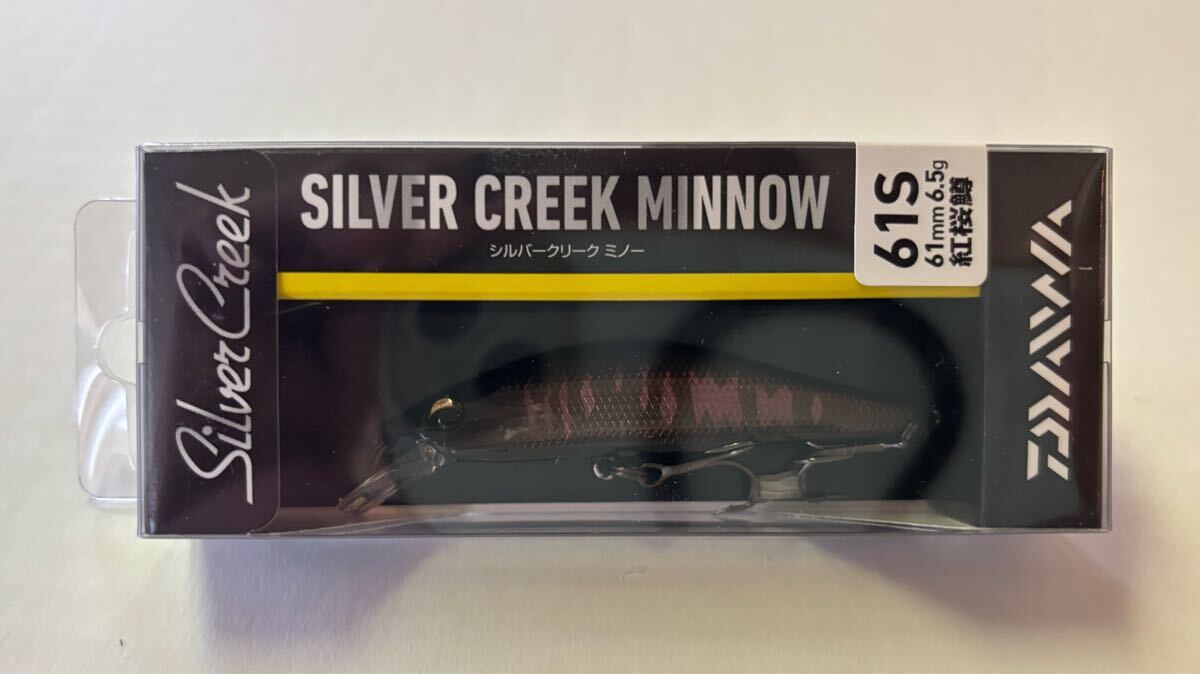 Silver Creek
SILVER CREEK MINNOW
シルバークリーク ミノー
61S
61mm 6.5g
紅桜鱒
DAIWA